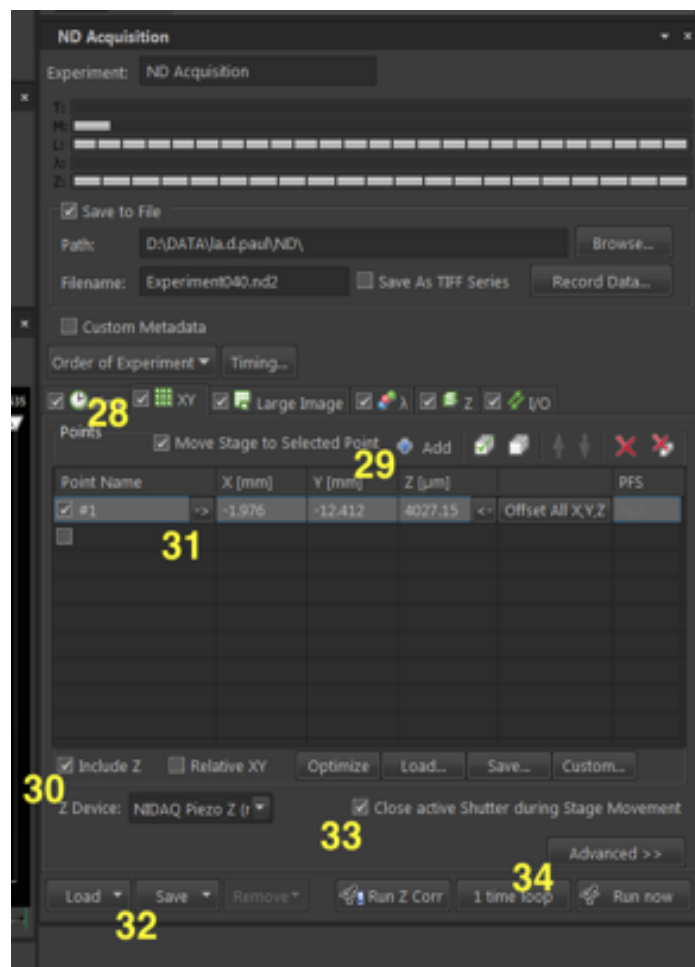 ND Acquisition
Experiment: ND Acquisition
T:
M:
L:
λ:
Z:
Save to File
Path: D:\DATA\la.d.paul\ND\ Browse...
Filename: Experiment040.nd2 Save As TIFF Series Record Data...
Custom Metadata
Order of Experiment Timing...
28 XY Large Image λ Z I/O
Points Move Stage to Selected Point Add
29
Point Name X [mm] Y [mm] Z [µm] PFS
#1 -> -1.976 -12.412 4027.15 <- Offset All X,Y,Z
31
Include Z Relative XY Optimize Load... Save... Custom...
30
Z Device: NIDAQ Piezo Z (r Close active Shutter during Stage Movement
33
Advanced >>
34
Load Save Remove Run Z Corr 1 time loop Run now
32